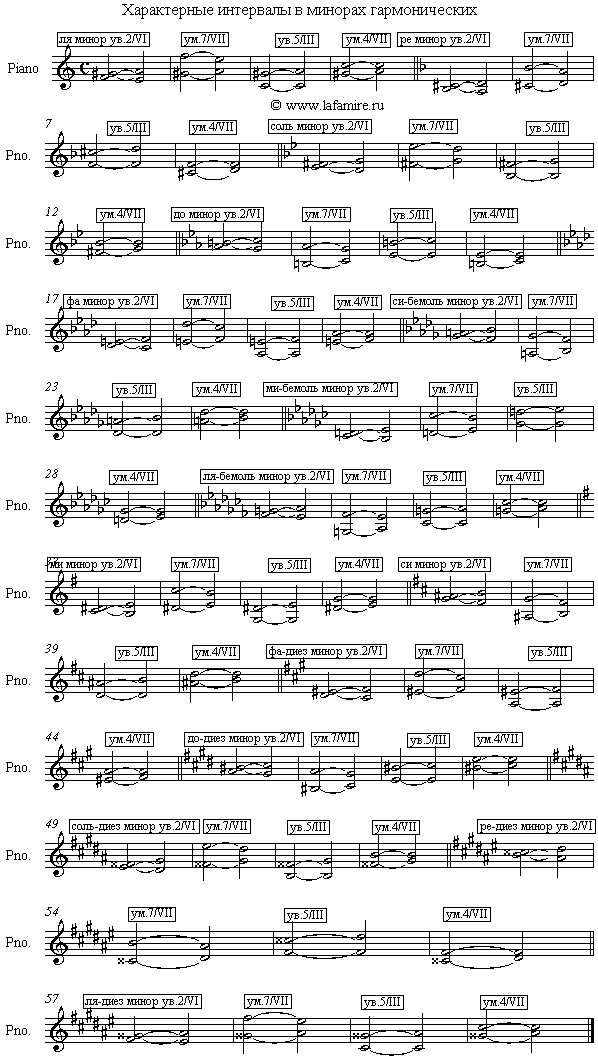 Характерные интервалы в минорах гармонических
ля минор ув.2/VI ум.7/VII ув.5/III ум.4/VII ре минор ув.2/VI ум.7/VII
Piano
© www.lafamire.ru
7 ув.5/III ум.4/VII соль минор ув.2/VI ум.7/VII ув.5/III
Pno.
12 ум.4/VII до минор ув.2/VI ум.7/VII ув.5/III ум.4/VII
Pno.
17 фа минор ув.2/VI ум.7/VII ув.5/III ум.4/VII си-бемоль минор ув.2/VI ум.7/VII
Pno.
23 ув.5/III ум.4/VII ми-бемоль минор ув.2/VI ум.7/VII ув.5/III
Pno.
28 ум.4/VII ля-бемоль минор ув.2/VI ум.7/VII ув.5/III ум.4/VII
Pno.
ми минор ув.2/VI ум.7/VII ув.5/III ум.4/VII си минор ув.2/VI ум.7/VII
Pno.
39 ув.5/III ум.4/VII фа-диез минор ув.2/VI ум.7/VII ув.5/III
Pno.
44 ум.4/VII до-диез минор ув.2/VI ум.7/VII ув.5/III ум.4/VII
Pno.
49 соль-диез минор ув.2/VI ум.7/VII ув.5/III ум.4/VII ре-диез минор ув.2/VI
Pno.
54 ум.7/VII ув.5/III ум.4/VII
Pno.
57 ля-диез минор ув.2/VI ум.7/VII ув.5/III ум.4/VII
Pno.